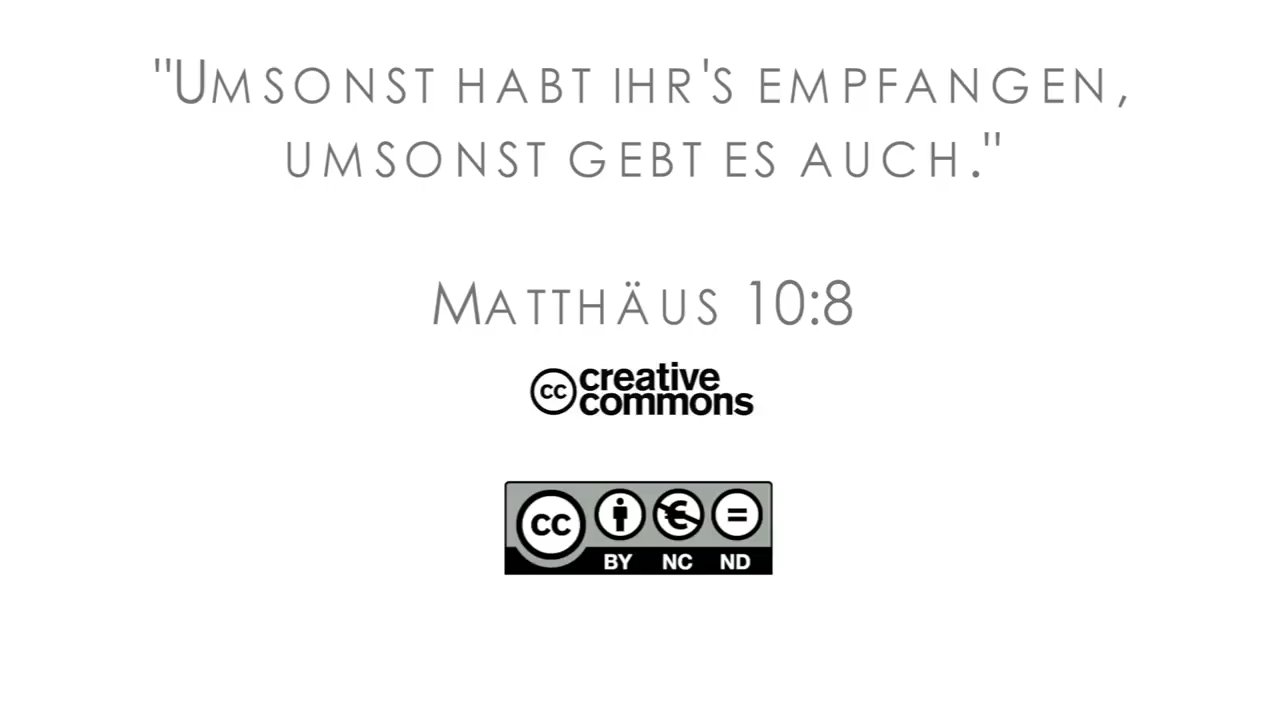 "UMSONST HABT IHR'S EMPFANGEN,
UMSONST GEBT ES AUCH."
MATTHÄUS 10:8
cc creative
commons
cc BY NC ND